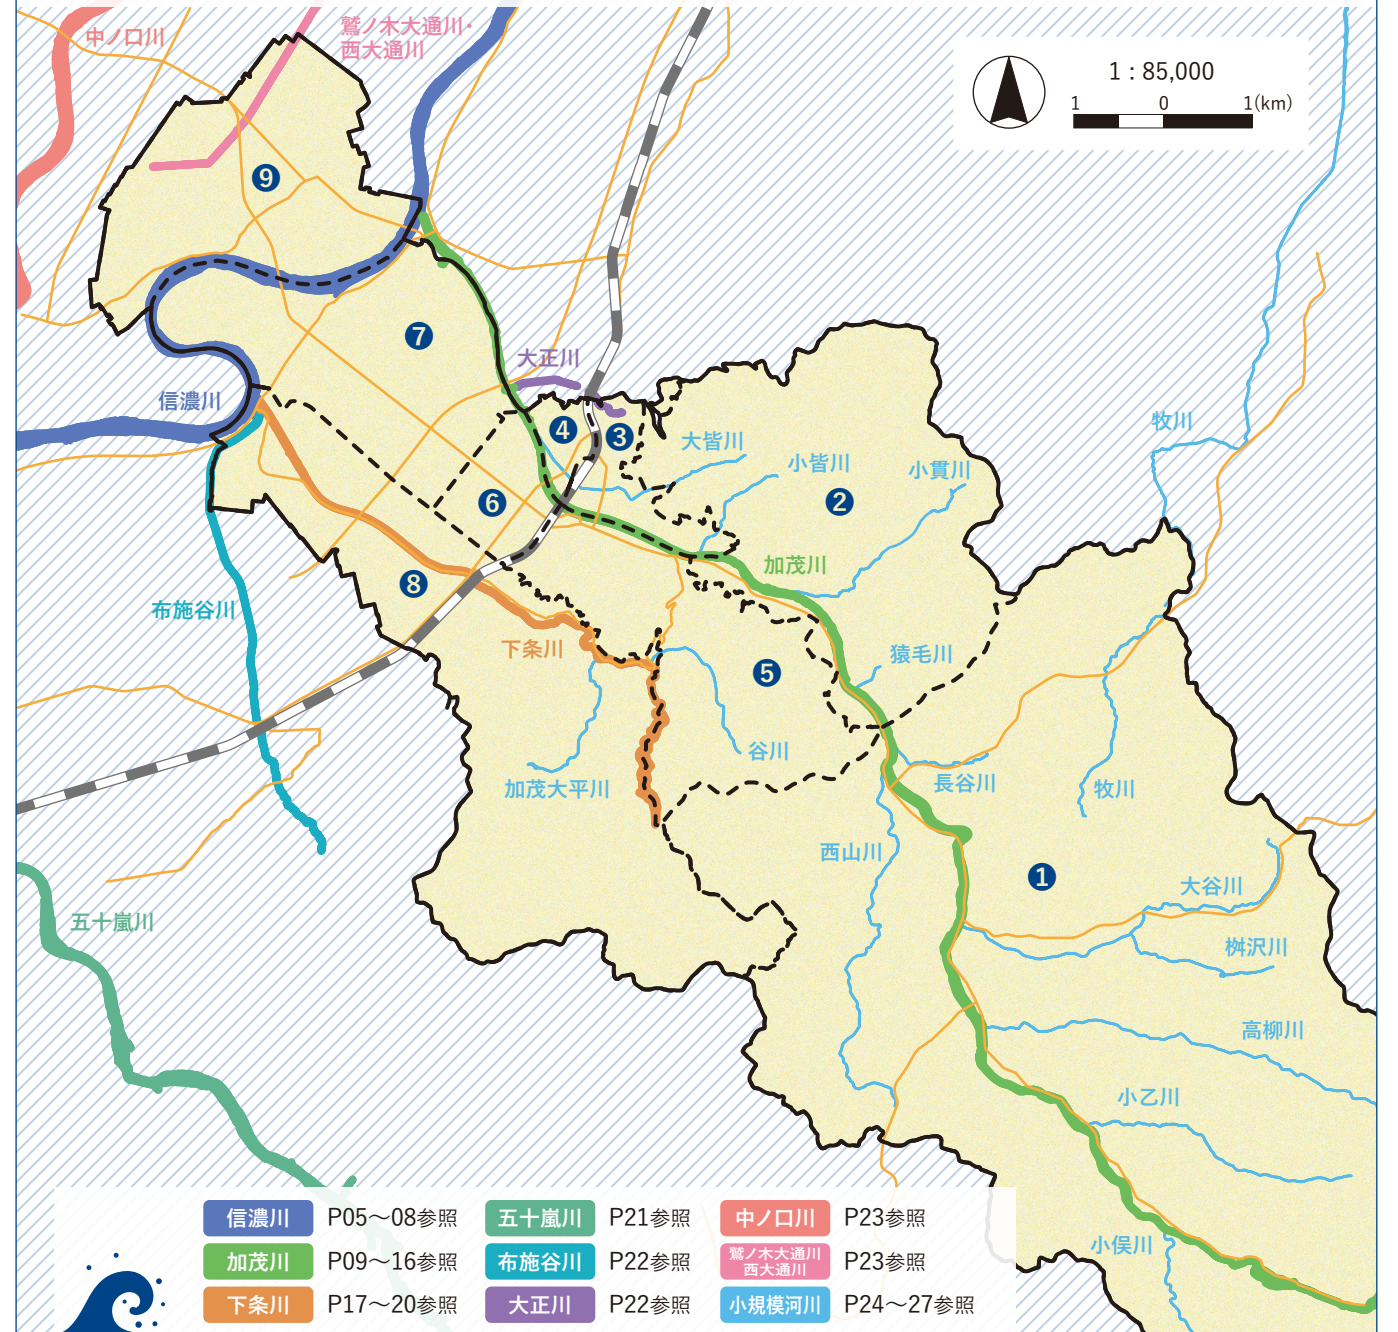 中ノ口川
鷲ノ木大通川・
西大通川
1：85,000
1 0 1(km)
9
7
大正川
信濃川
4
3
大皆川
牧川
小皆川
小貫川
2
6
加茂川
8
布施谷川
下条川
猿毛川
5
谷川
加茂大平川
長谷川
牧川
西山川
1
大谷川
五十嵐川
桝沢川
高柳川
小乙川
小俣川
信濃川 P05〜08参照
五十嵐川 P21参照
中ノ口川 P23参照
加茂川 P09〜16参照
布施谷川 P22参照
鷲ノ木大通川
西大通川
P23参照
下条川 P17〜20参照
大正川 P22参照
小規模河川 P24〜27参照